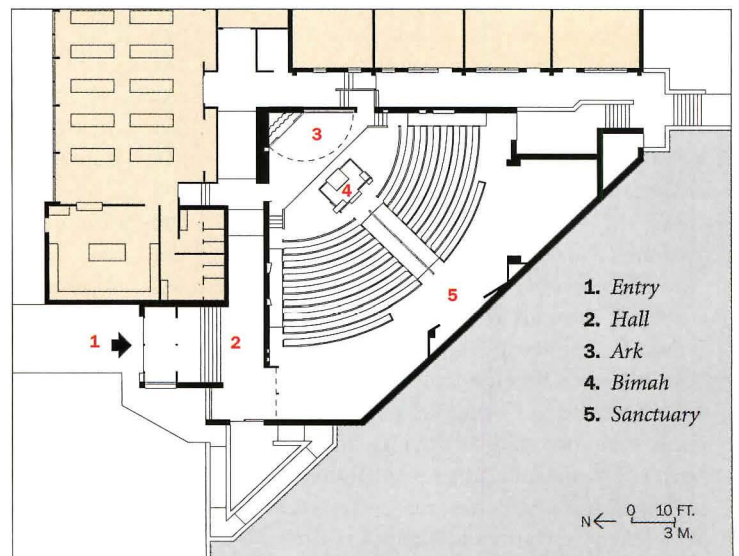 3
4
5
1
2
1. Entry
2. Hall
3. Ark
4. Bimah
5. Sanctuary
N 0 10 FT.
3 M.